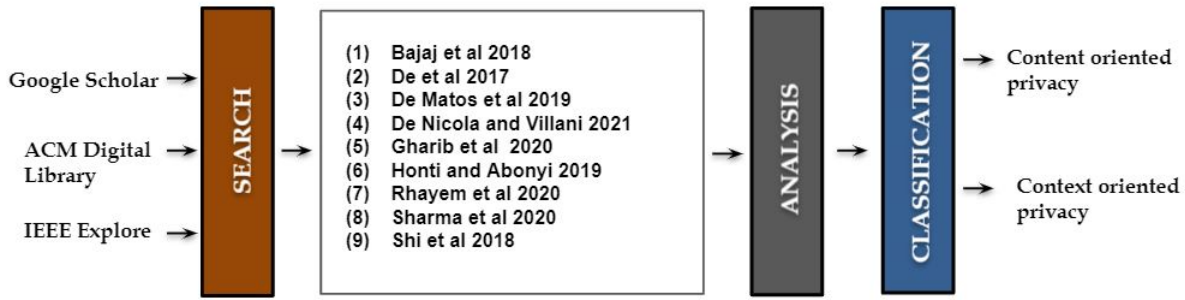 Google Scholar
ACM Digital
Library
IEEE Explore
SEARCH
(1) Bajaj et al 2018
(2) De et al 2017
(3) De Matos et al 2019
(4) De Nicola and Villani 2021
(5) Gharib et al 2020
(6) Honti and Abonyi 2019
(7) Rhayem et al 2020
(8) Sharma et al 2020
(9) Shi et al 2018
ANALYSIS
CLASSIFICATION
Content oriented
privacy
Context oriented
privacy